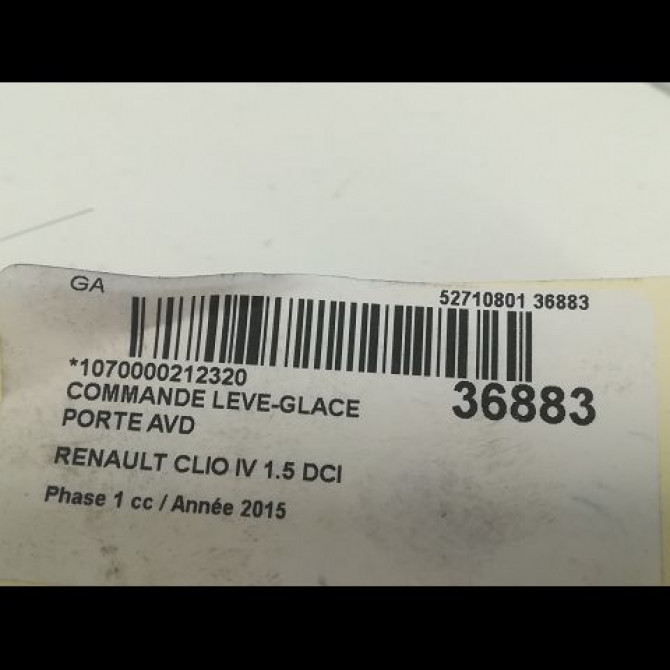 GA
52710801 36883
*1070000212320
36883
COMMANDE LEVE-GLACE
PORTE AVD
RENAULT CLIO IV 1.5 DCI
Phase 1 cc / Année 2015